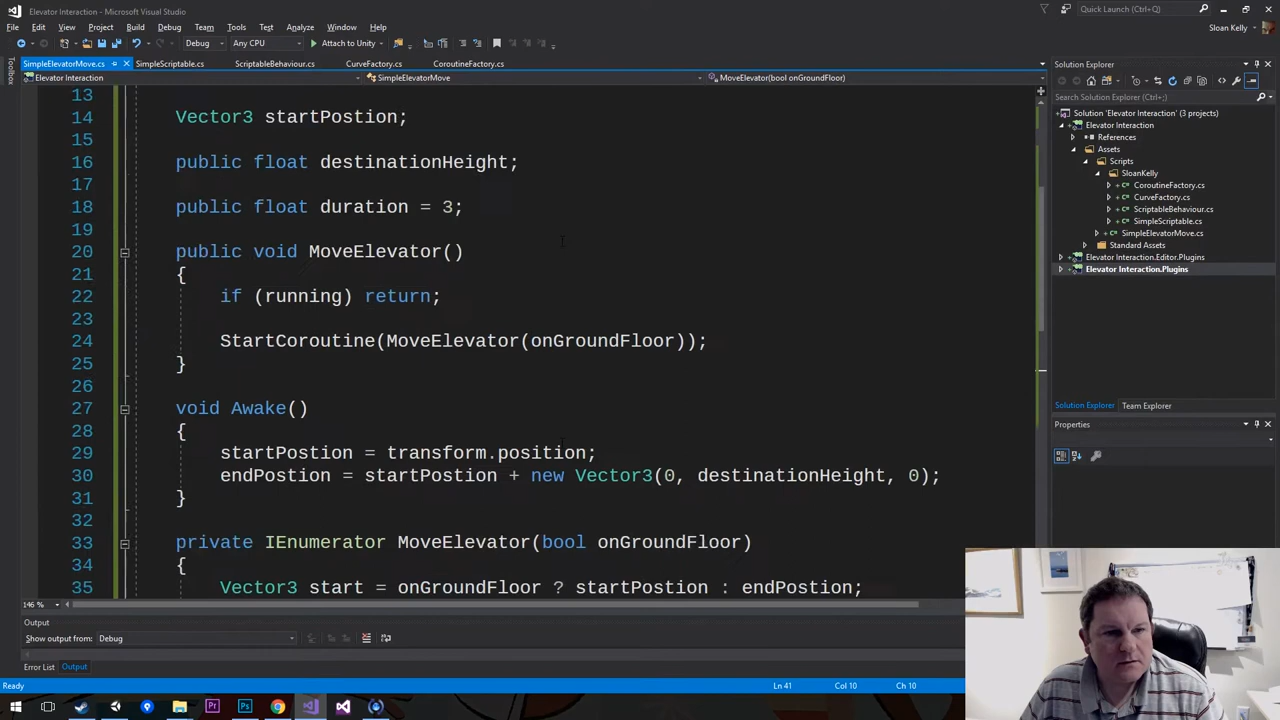 Elevator Interaction - Microsoft Visual Studio
Quick Launch (Ctrl+Q)
File Edit View Project Build Debug Team Tools Test Analyze Window Help
Sloan Kelly
Debug Any CPU Attach to Unity
SimpleElevatorMove.cs SimpleScriptable.cs ScriptableBehaviour.cs CurveFactory.cs CoroutineFactory.cs
Elevator Interaction SimpleElevatorMove MoveElevator(bool onGroundFloor)
Toolbox
13
14 Vector3 startPostion;
15
16 public float destinationHeight;
17
18 public float duration = 3;
19
20 public void MoveElevator()
21 {
22 if (running) return;
23
24 StartCoroutine(MoveElevator(onGroundFloor));
25 }
26
27 void Awake()
28 {
29 startPostion = transform.position;
30 endPostion = startPostion + new Vector3(0, destinationHeight, 0);
31 }
32
33 private IEnumerator MoveElevator(bool onGroundFloor)
34 {
35 Vector3 start = onGroundFloor ? startPostion : endPostion;
146 %
Output
Show output from: Debug
Error List Output
Ready
Ln 41 Col 10 Ch 10
Solution Explorer
Search Solution Explorer (Ctrl+;)
Solution 'Elevator Interaction' (3 projects)
Elevator Interaction
References
Assets
Scripts
SloanKelly
CoroutineFactory.cs
CurveFactory.cs
ScriptableBehaviour.cs
SimpleScriptable.cs
SimpleElevatorMove.cs
Standard Assets
Elevator Interaction.Editor.Plugins
Elevator Interaction.Plugins
Solution Explorer Team Explorer
Properties
Pr Ps